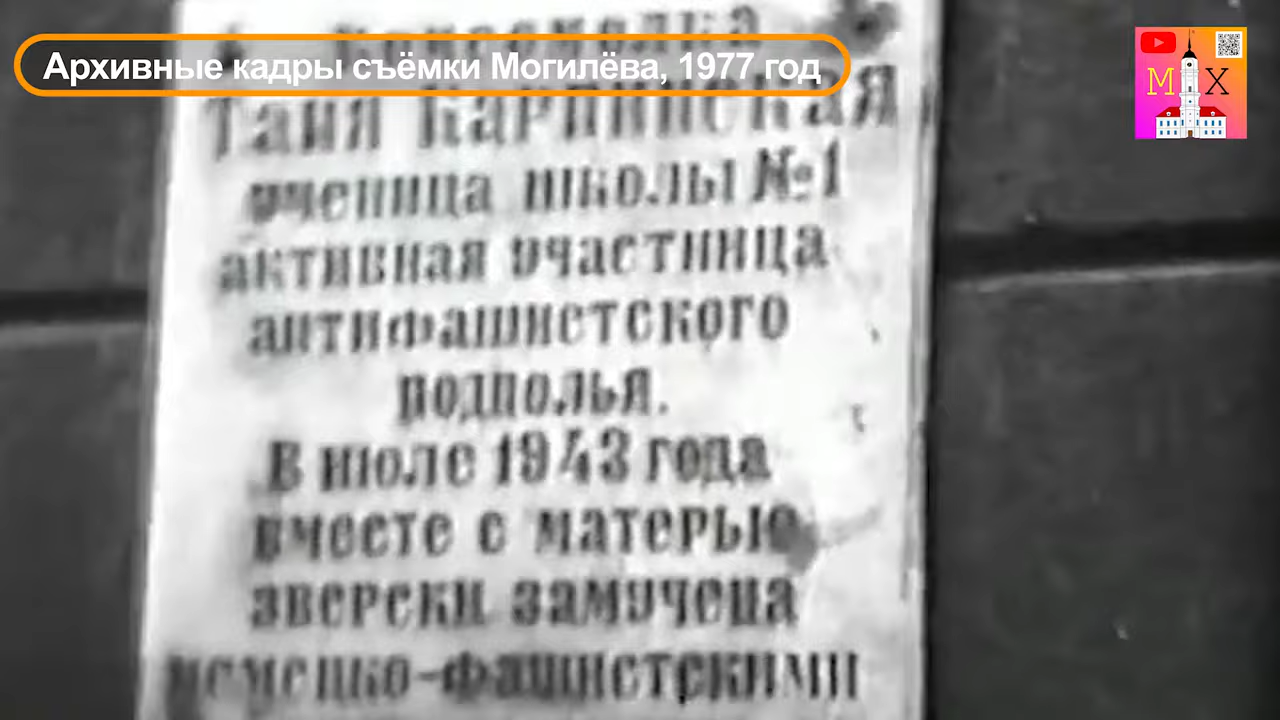 Архивные кадры съёмки Могилёва, 1977 год
М Х
комсомолка
Таня Карпинская
ученица школы №1
активная участница
антифашистского
подполья.
В июле 1943 года
вместе с матерью
зверски замучена
немецко-фашистскими